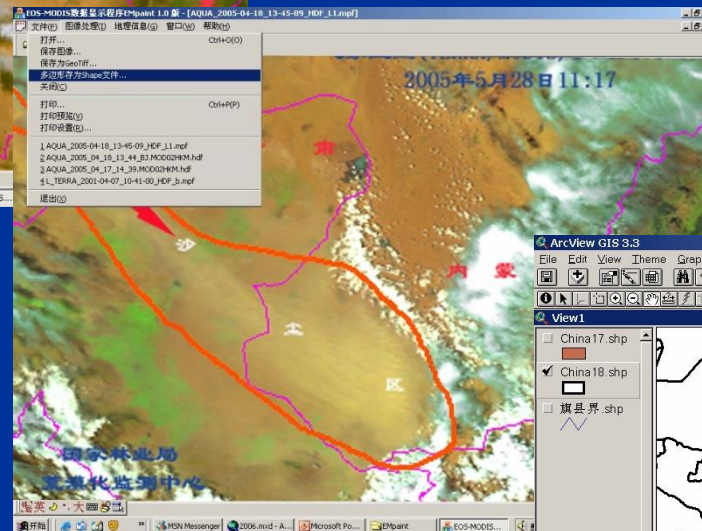 EOS-MODIS数据显示程序EMpaint 1.0 版 - [AQUA_2005-04-18_13-45-09_HDF_L1.mpf]
文件(F) 图像处理(I) 地理信息(G) 窗口(W) 帮助(H)
打开... Ctrl+O(O)
保存图像...
保存为GeoTiff...
多边形存为Shape文件...
关闭(C)
打印... Ctrl+P(P)
打印预览(V)
打印设置(R)...
1 AQUA_2005-04-18_13-45-09_HDF_L1.mpf
2 AQUA_2005_04_18_13_44_B3.MOD02HKM.hdf
3 AQUA_2005_04_17_14_39.MOD02HKM.hdf
4 L_TERRA_2001-04-07_10-41-00_HDF_b.mpf
退出(X)
2005年5月28日11:17
肃
沙
内 蒙
土
区
国家林业局
荒漠化监测中心
ArcView GIS 3.3
File Edit View Theme Grap
View1
China17.shp
China18.shp
旗县界.shp
英
大
开始
MSN Messenger
2006.mxd - A...
Microsoft Po...
EMpaint
EOS-MODIS...